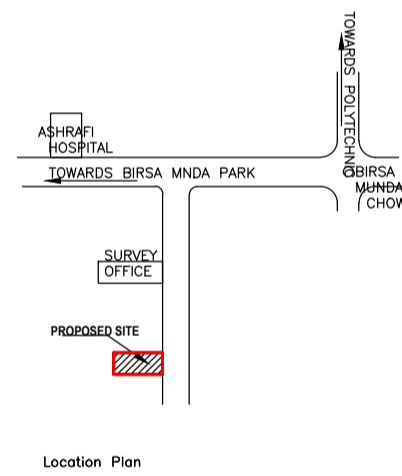 TOWARDS POLYTECHNIC
ASHRAFI
HOSPITAL
TOWARDS BIRSA MNDA PARK
BIRSA
MUNDA
CHOW
SURVEY
OFFICE
PROPOSED SITE
Location Plan